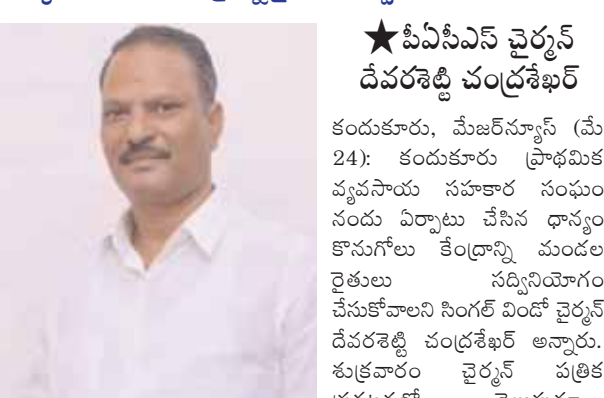 ★పీఏసీఎస్ చైర్మన్
దేవరశెట్టి చంద్రశేఖర్
కందుకూరు, మేజర్‌న్యూస్ (మే
24): కందుకూరు ప్రాథమిక
వ్యవసాయ సహకార సంఘం
నందు ఏర్పాటు చేసిన ధాన్యం
కొనుగోలు కేంద్రాన్ని మండల
రైతులు సద్వినియోగం
చేసుకోవాలని సింగల్ విండో చైర్మన్
దేవరశెట్టి చంద్రశేఖర్ అన్నారు.
శుక్రవారం చైర్మన్ పత్రిక